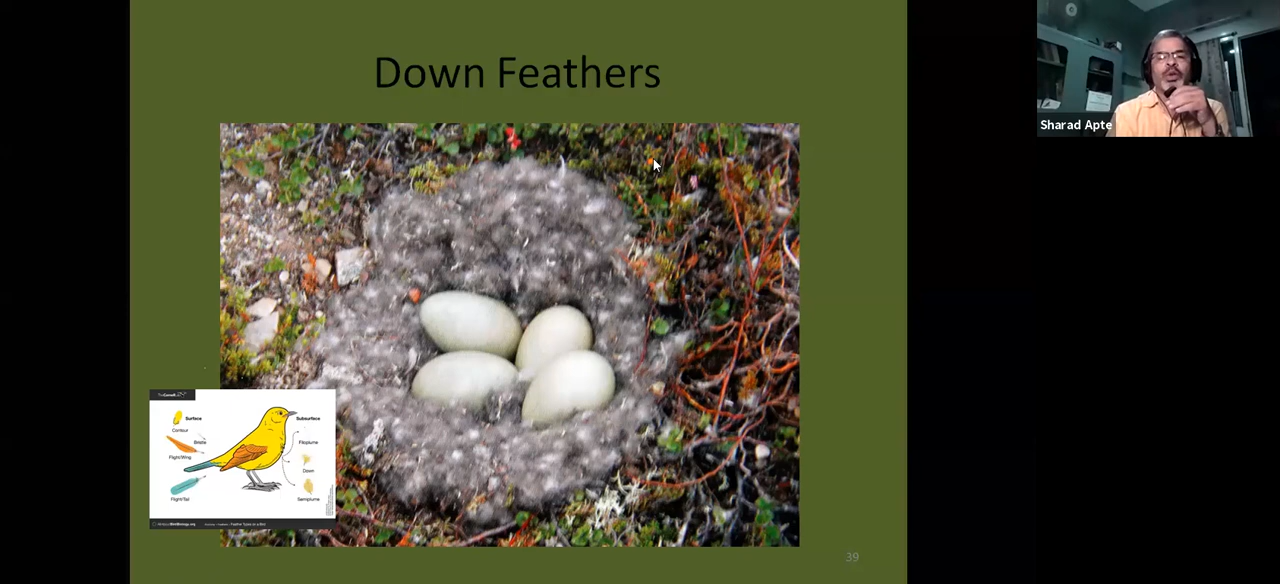 Down Feathers
Sharad Apte
Surface
Subsurface
Contour
Bristle
Filoplume
Flight/Wing
Down
Flight/Tail
Semiplume
39